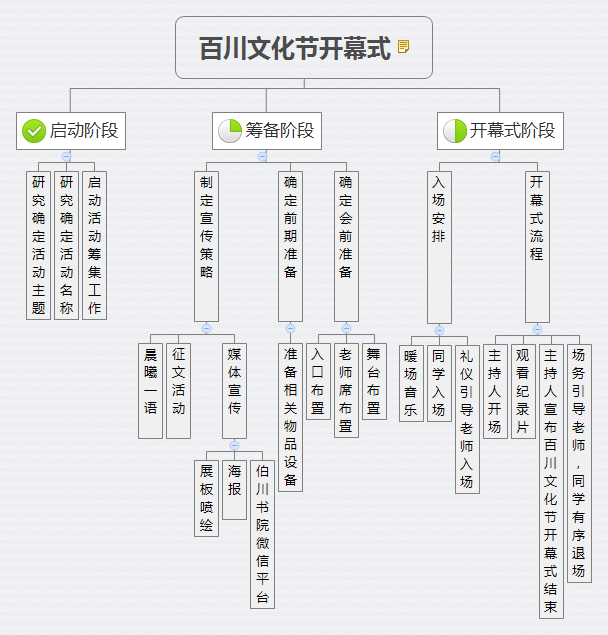 百川文化节开幕式
启动阶段
筹备阶段
开幕式阶段
研究确定活动主题
研究确定活动名称
启动活动筹集工作
制定宣传策略
确定前期准备
确定会前准备
入场安排
开幕式流程
晨曦一语
征文活动
媒体宣传
准备相关物品设备
入口布置
老师席布置
舞台布置
暖场音乐
同学入场
礼仪引导老师入场
主持人开场
观看纪录片
主持人宣布百川文化节开幕式结束
场务引导老师,同学有序退场
展板喷绘
海报
伯川书院微信平台